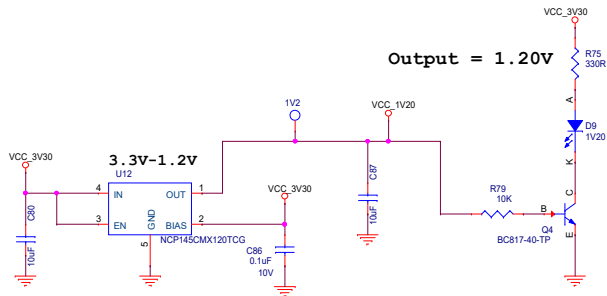 VCC_3V30
Output = 1.20V
R75
330R
A
D9
1V20
K
1V2
VCC_1V20
VCC_3V30
3.3V-1.2V
U12
4
IN
OUT
1
3
EN
GND
BIAS
2
5
NCP145CMX120TCG
C80
10uF
VCC_3V30
C86
0.1uF
10V
C87
10uF
R79
10K
B
C
E
Q4
BC817-40-TP